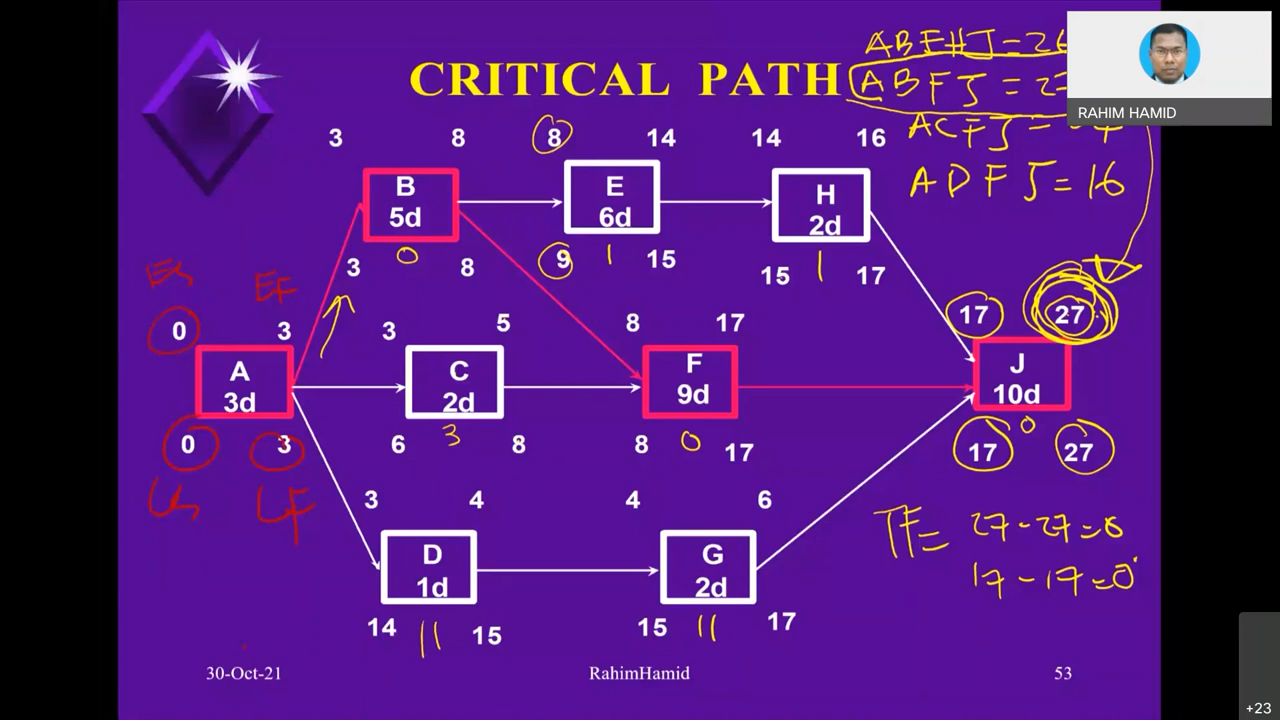 ABEHJ = 26
CRITICAL PATH
ABFJ = 27
RAHIM HAMID
ACFJ =
ADFJ = 16
3 8 8 14 14 16
B
5d
E
6d
H
2d
3 0 8 9 1 15 15 1 17
ES EF
0 3 3 5 8 17 17 27
A
3d
C
2d
F
9d
J
10d
0 3 6 3 8 8 0 17 17 0 27
LS LF
3 4 4 6
TF = 27-27=0
17-17=0
D
1d
G
2d
14 11 15 15 11 17
30-Oct-21 RahimHamid 53
+23